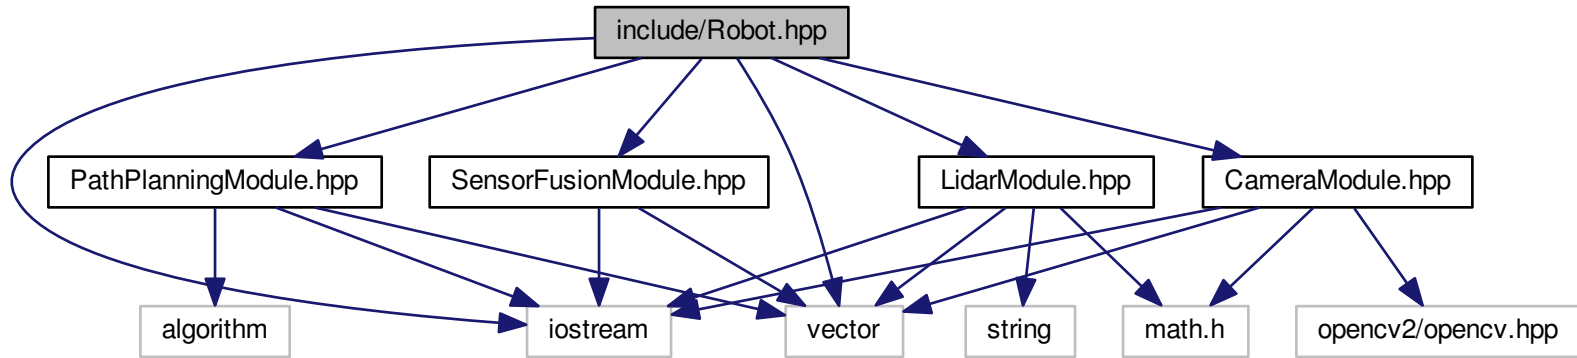 include/Robot.hpp
PathPlanningModule.hpp
SensorFusionModule.hpp
LidarModule.hpp
CameraModule.hpp
algorithm
iostream
vector
string
math.h
opencv2/opencv.hpp